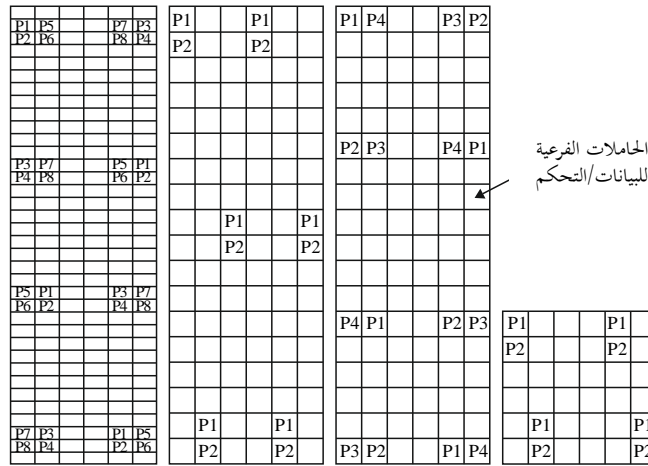 P1 P5 P7 P3
P2 P6 P8 P4
P3 P7 P5 P1
P4 P8 P6 P2
P5 P1 P3 P7
P6 P2 P4 P8
P7 P3 P1 P5
P8 P4 P2 P6
P1 P1
P2 P2
P1 P1
P2 P2
P1 P1
P2 P2
P1 P4 P3 P2
P2 P3 P4 P1
P4 P1 P2 P3
P3 P2 P1 P4
الحاملات الفرعية
للبيانات/التحكم
P1 P1
P2 P2
P1 P1
P2 P2